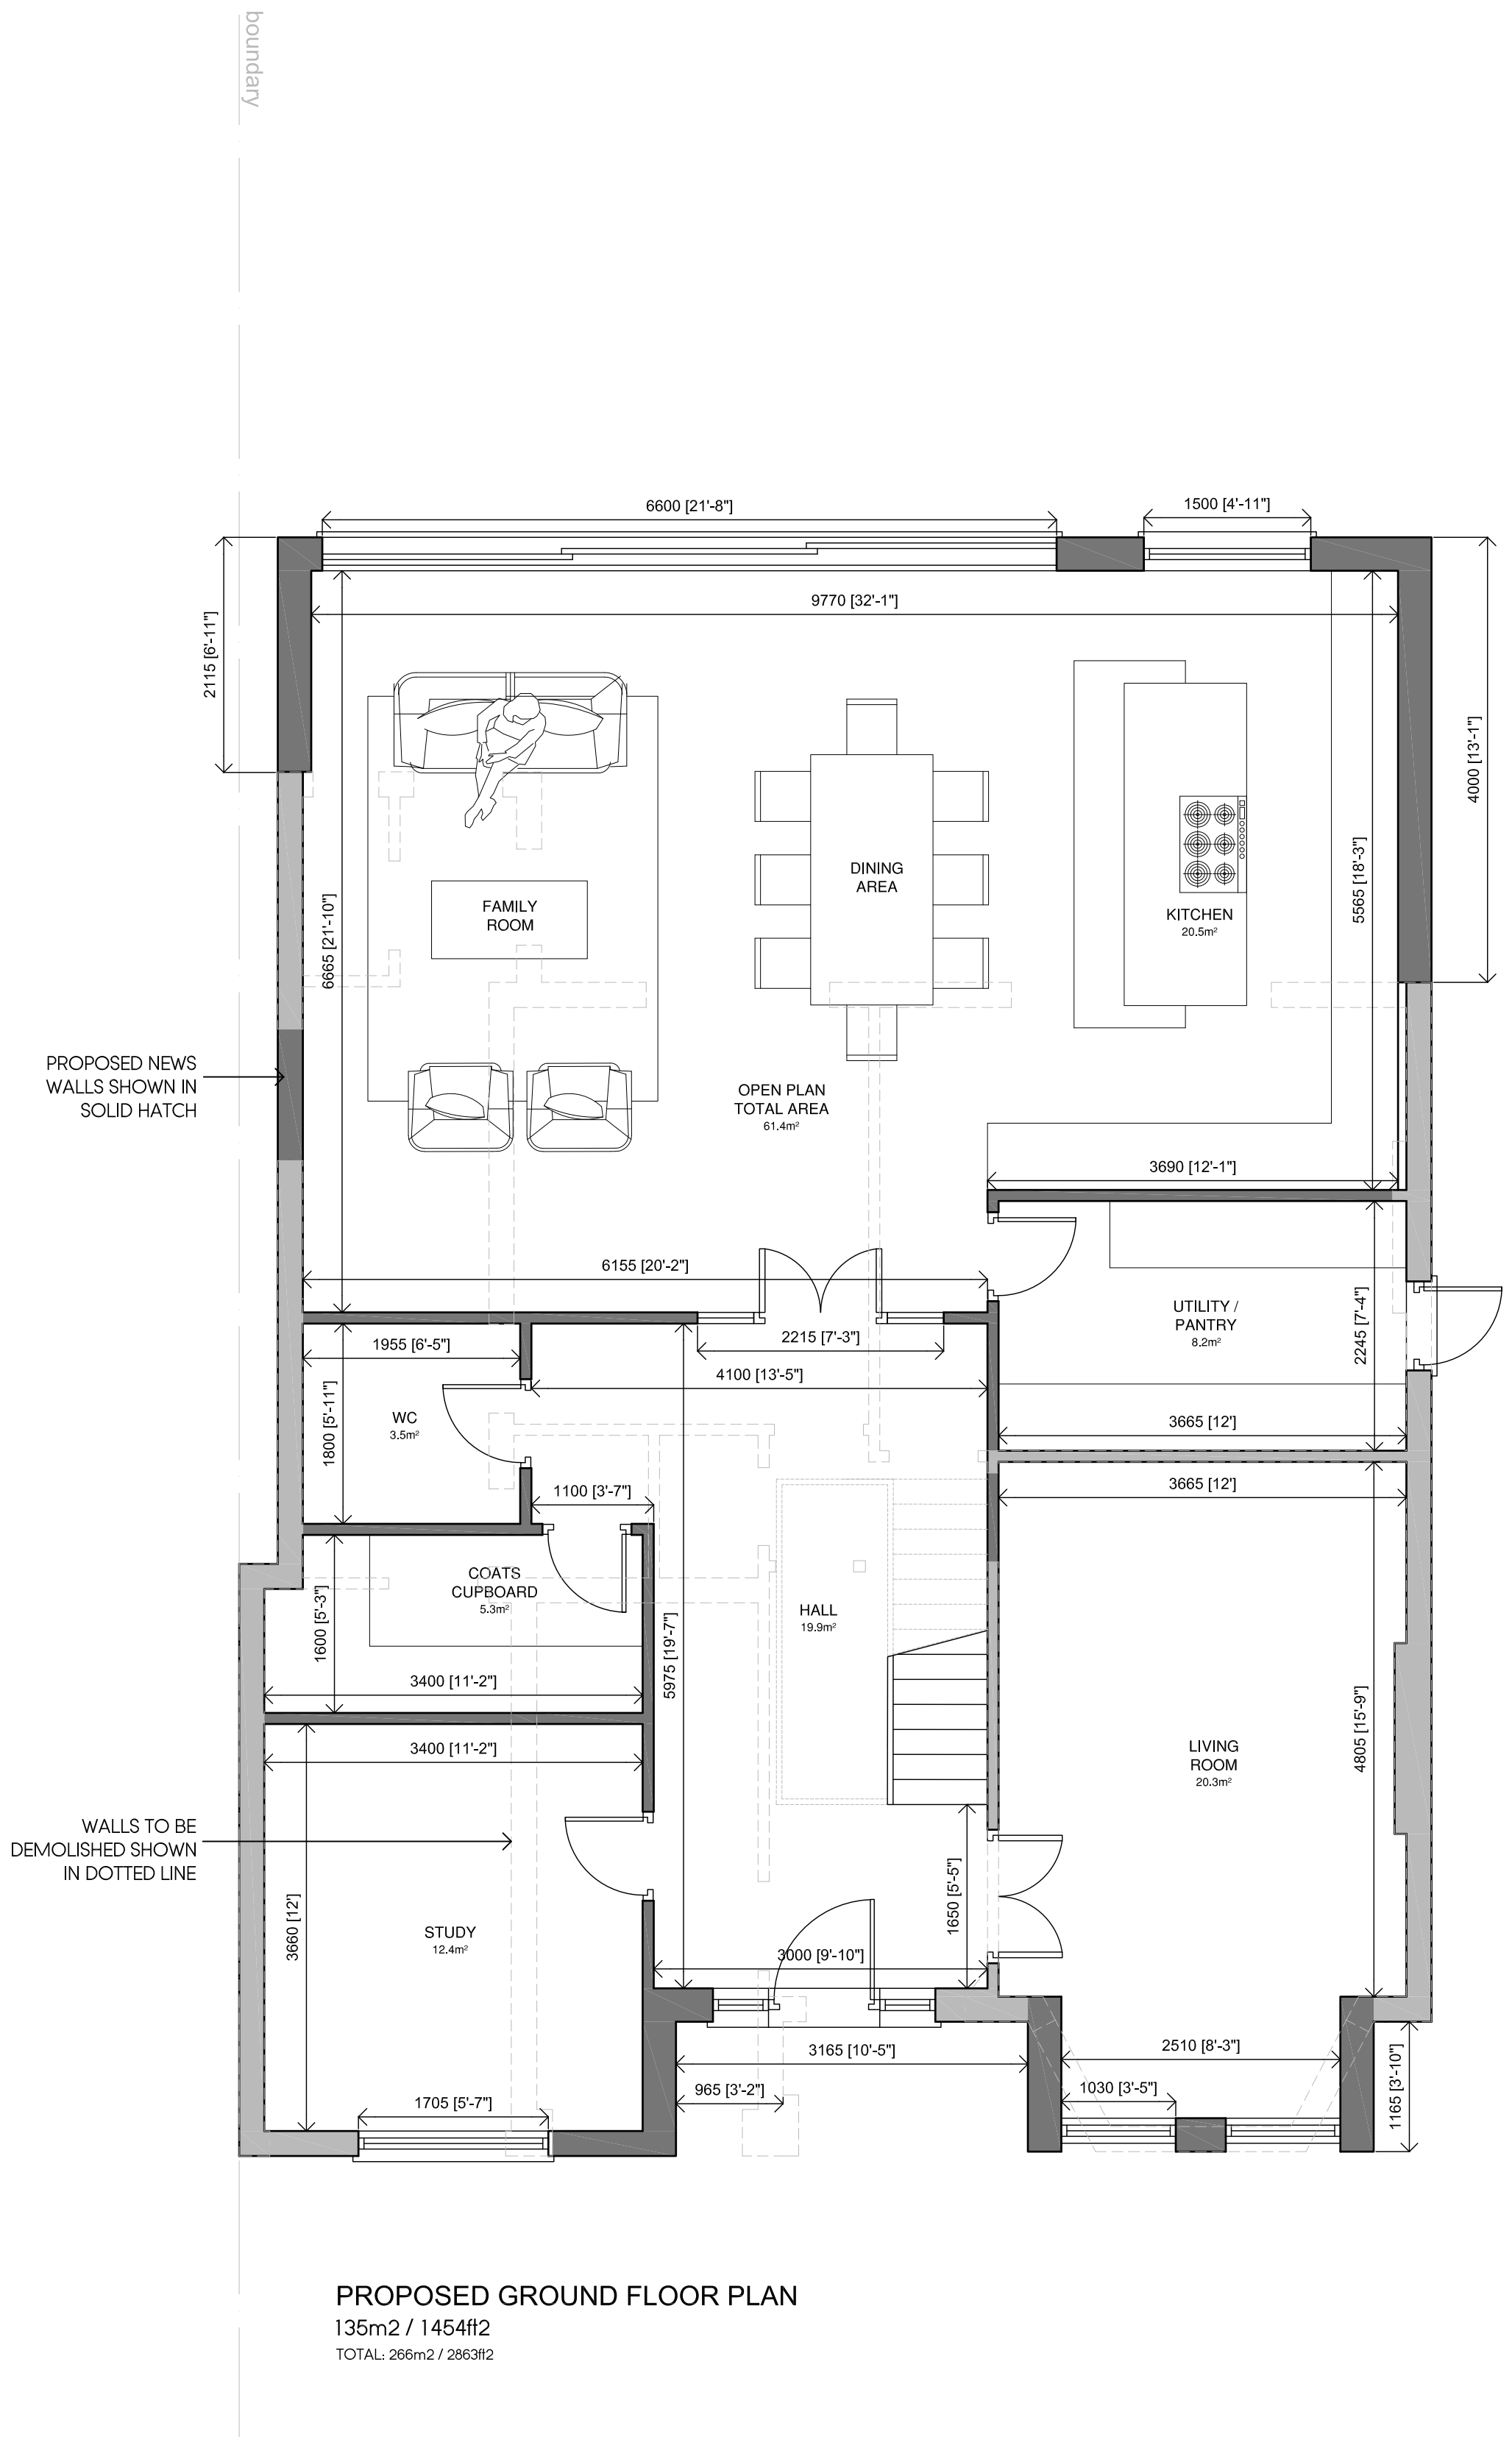 boundary
6600 [21'-8"]
1500 [4'-11"]
9770 [32'-1"]
2115 [6'-11"]
4000 [13'-1"]
DINING
AREA
5565 [18'-3"]
FAMILY
ROOM
KITCHEN
20.5m²
6665 [21'-10"]
PROPOSED NEWS
WALLS SHOWN IN
SOLID HATCH
OPEN PLAN
TOTAL AREA
61.4m²
3690 [12'-1"]
6155 [20'-2"]
UTILITY /
PANTRY
8.2m²
2245 [7'-4"]
2215 [7'-3"]
1955 [6'-5"]
4100 [13'-5"]
WC
3.5m²
1800 [5'-11"]
3665 [12']
3665 [12']
1100 [3'-7"]
COATS
CUPBOARD
5.3m²
1600 [5'-3"]
HALL
19.9m²
5975 [19'-7"]
3400 [11'-2"]
3400 [11'-2"]
LIVING
ROOM
20.3m²
4805 [15'-9"]
WALLS TO BE
DEMOLISHED SHOWN
IN DOTTED LINE
STUDY
12.4m²
3660 [12']
1650 [5'-5"]
3000 [9'-10"]
3165 [10'-5"]
2510 [8'-3"]
965 [3'-2"]
1030 [3'-5"]
1165 [3'-10"]
1705 [5'-7"]
PROPOSED GROUND FLOOR PLAN
135m2 / 1454ft2
TOTAL: 266m2 / 2863ft2